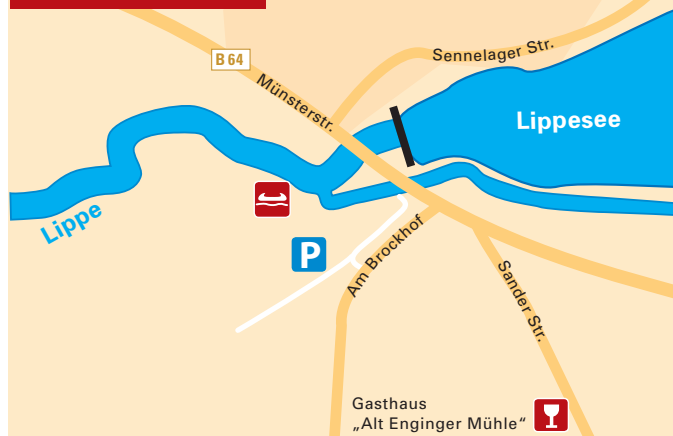 B 64
Sennelager Str.
Münsterstr.
Lippesee
Lippe
P
Am Brockhof
Sander Str.
Gasthaus
„Alt Enginger Mühle“